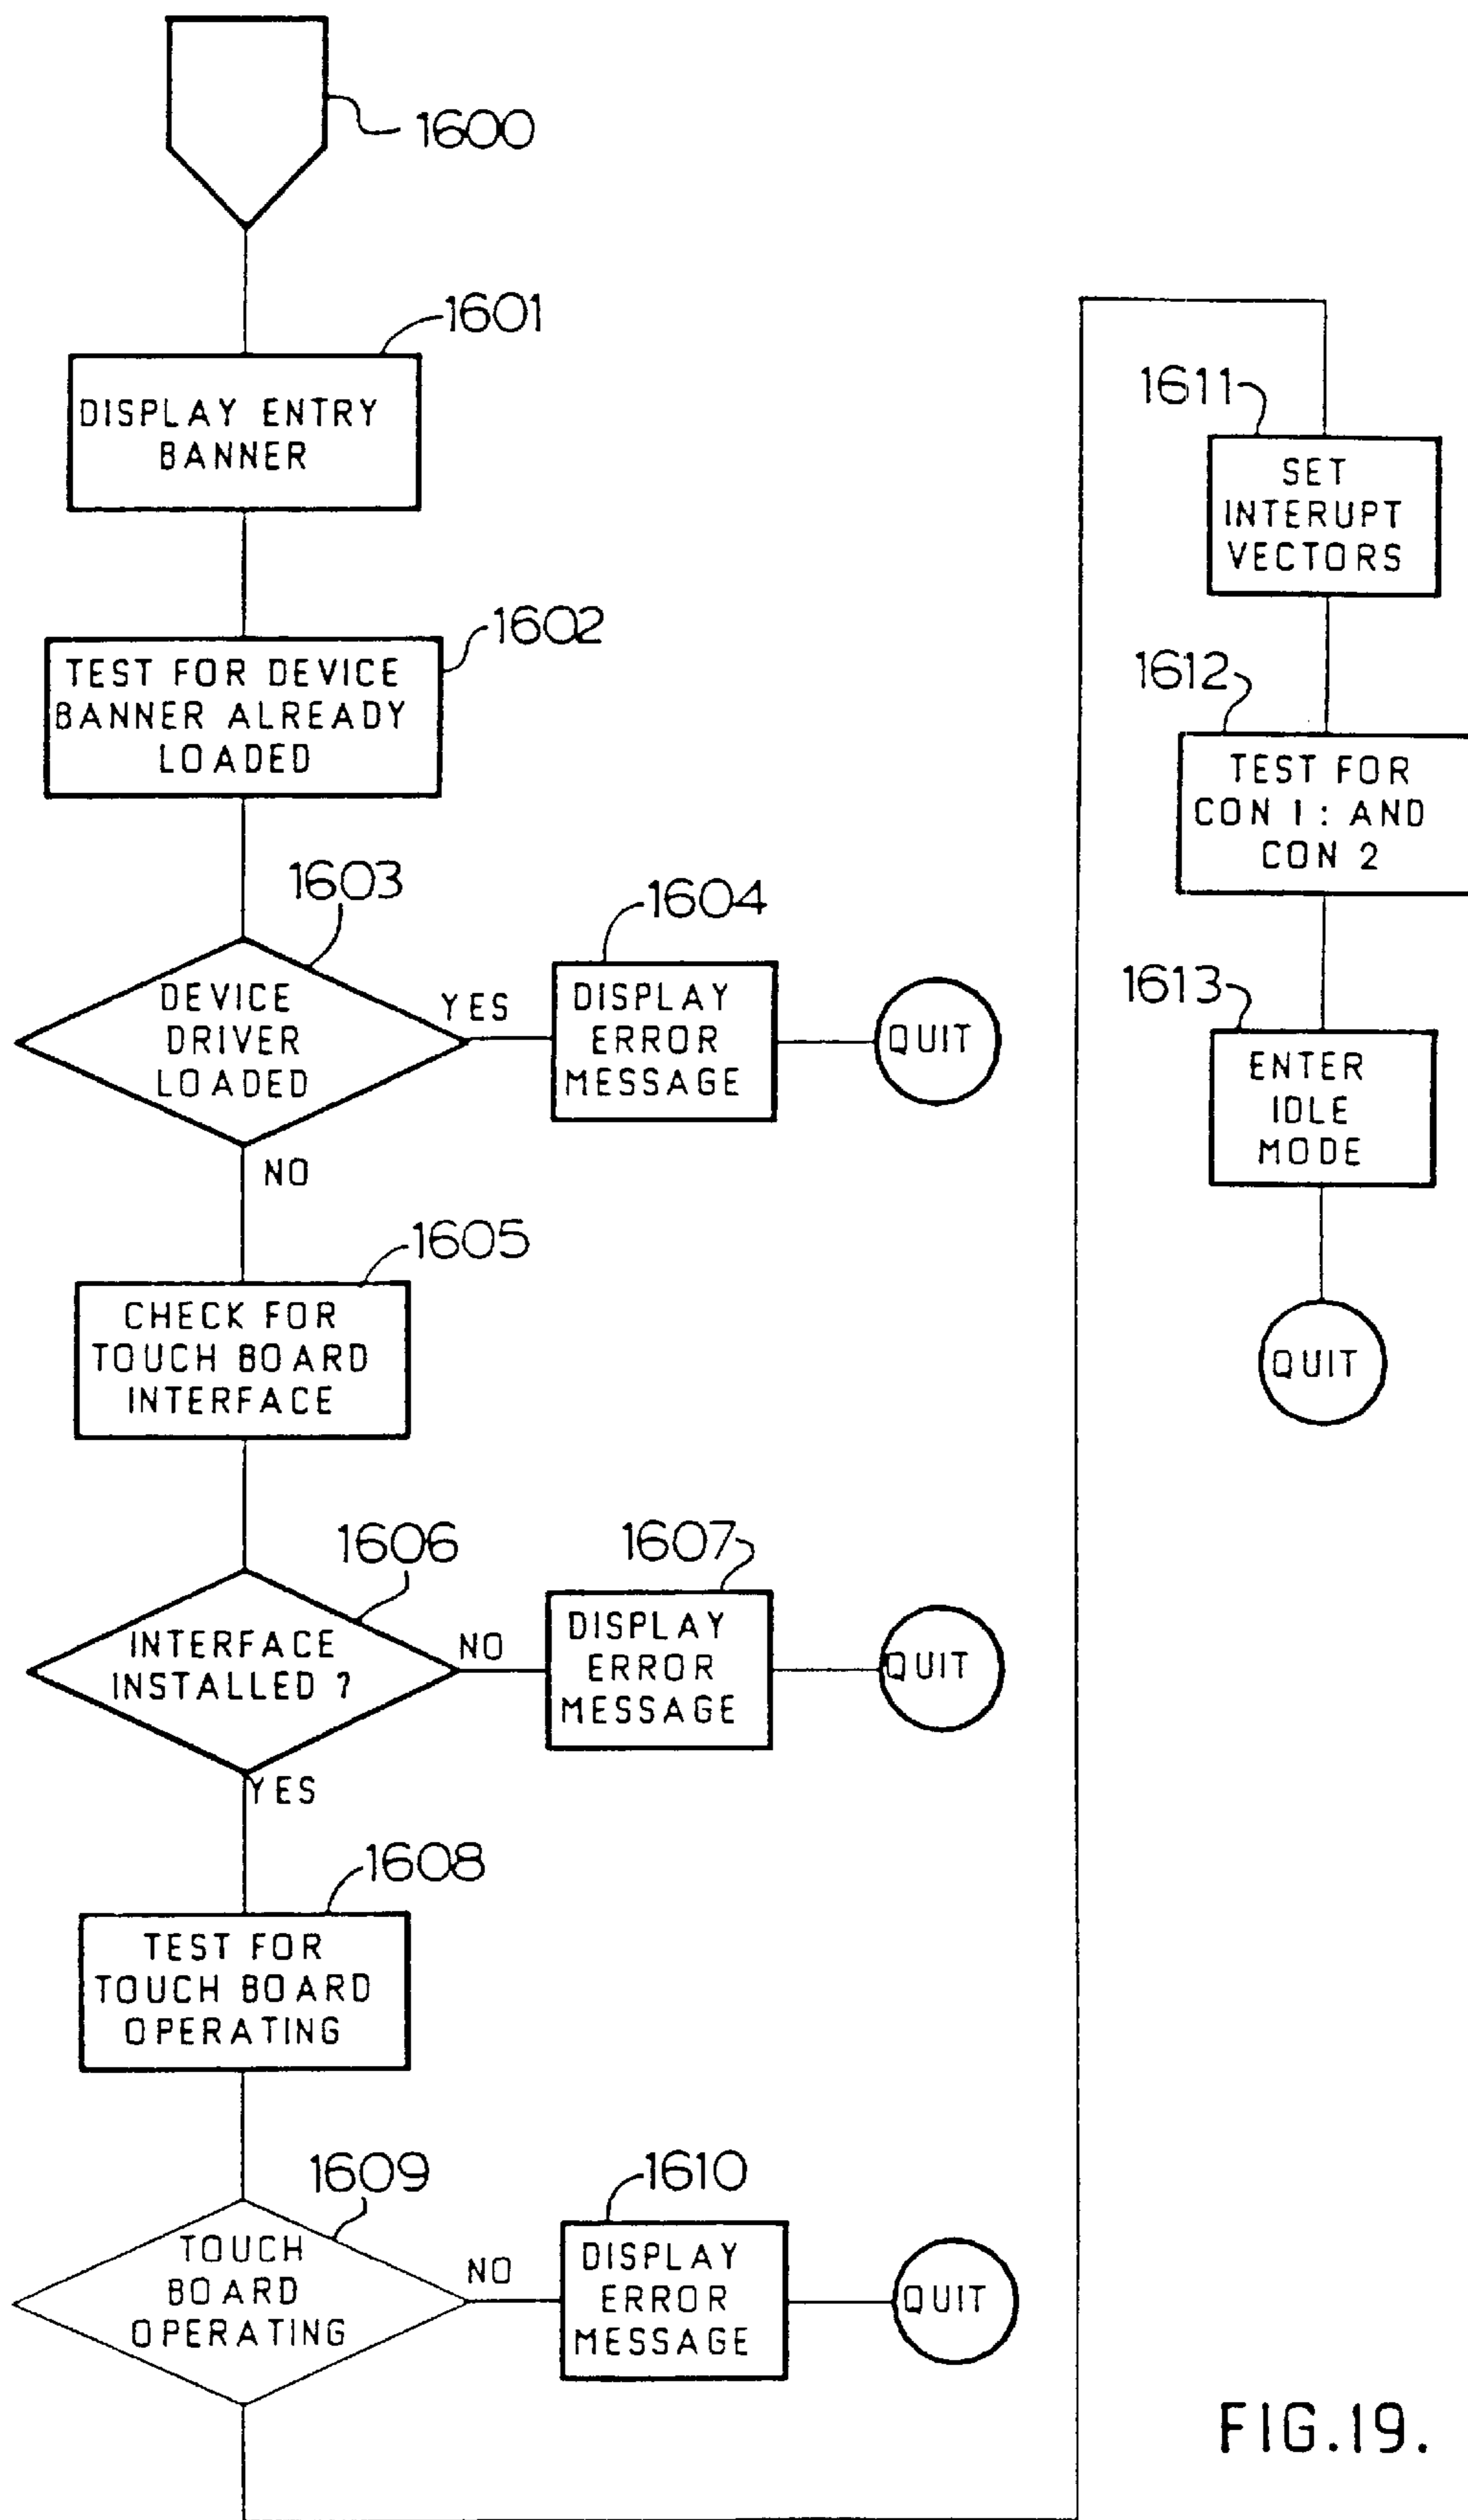 1600
1601
DISPLAY ENTRY
BANNER
1602
TEST FOR DEVICE
BANNER ALREADY
LOADED
1603
DEVICE
DRIVER
LOADED
YES
NO
1604
DISPLAY
ERROR
MESSAGE
QUIT
1605
CHECK FOR
TOUCH BOARD
INTERFACE
1606
INTERFACE
INSTALLED ?
NO
YES
1607
DISPLAY
ERROR
MESSAGE
QUIT
1608
TEST FOR
TOUCH BOARD
OPERATING
1609
TOUCH
BOARD
OPERATING
NO
1610
DISPLAY
ERROR
MESSAGE
QUIT
1611
SET
INTERUPT
VECTORS
1612
TEST FOR
CON 1 : AND
CON 2
1613
ENTER
IDLE
MODE
QUIT
FIG.19.